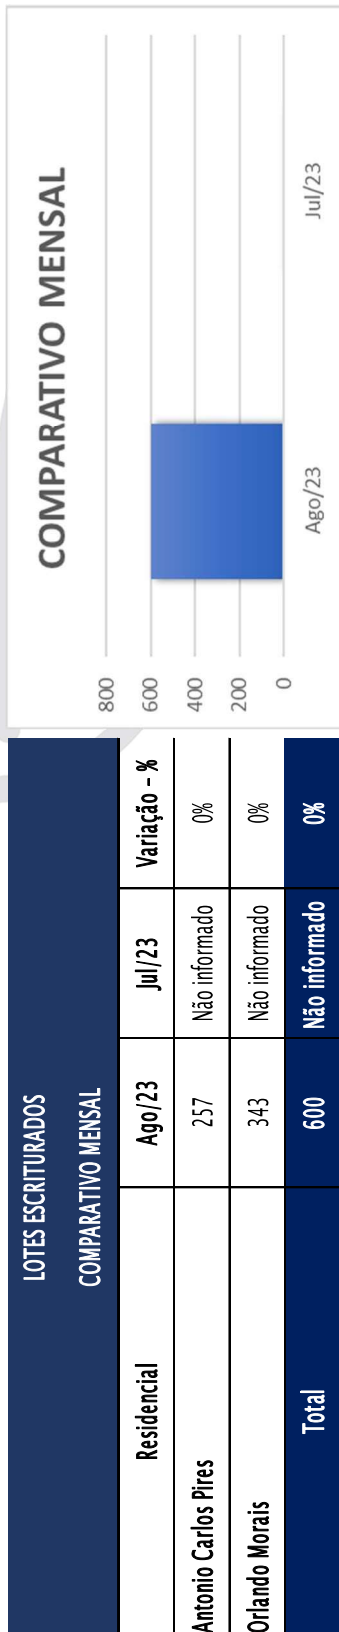 LOTES ESCRITURADOS
COMPARATIVO MENSAL
Residencial Ago/23 Jul/23 Variação - %
Antonio Carlos Pires 257 Não informado 0%
Orlando Morais 343 Não informado 0%
Total 600 Não informado 0%
COMPARATIVO MENSAL
800
600
400
200
0
Ago/23 Jul/23